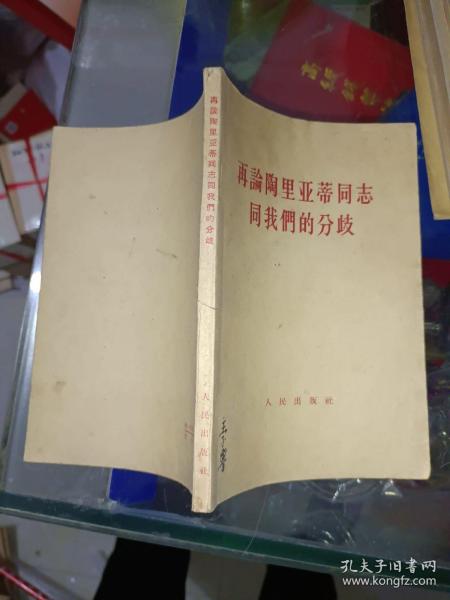 再論陶里亚蒂同志
同我們的分歧
人民出版社
再論陶里亚蒂同志同我們的分歧
人民出版社
孔夫子旧书网
www.kongfz.com